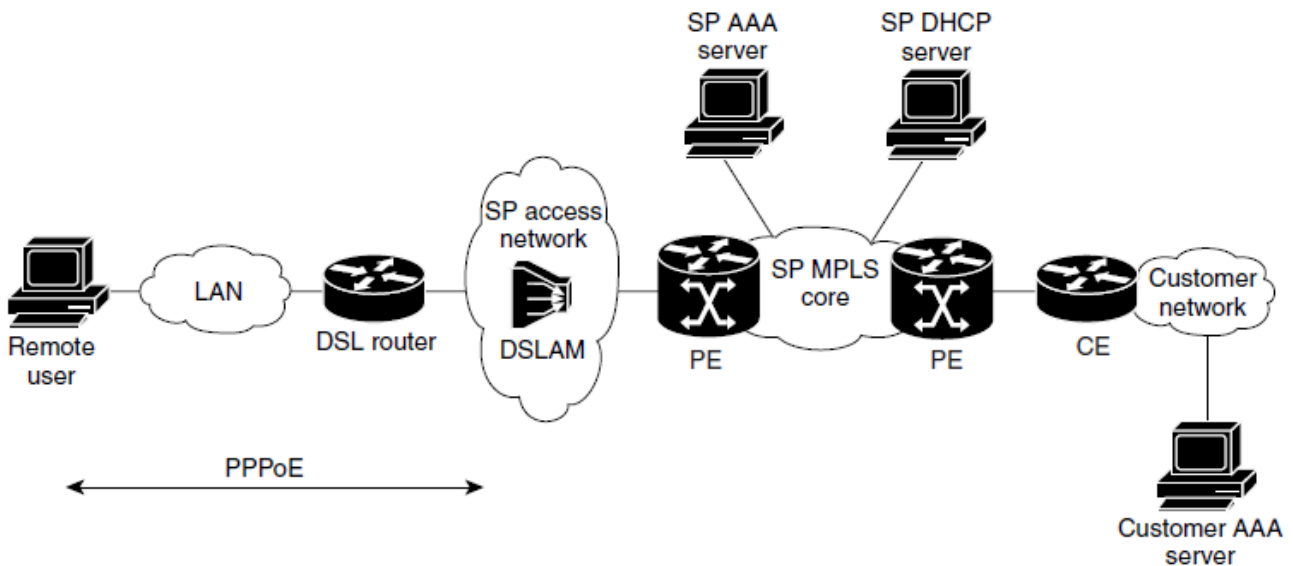 SP AAA
server
SP DHCP
server
SP access
network
DSLAM
Remote
user
LAN
DSL router
PE
SP MPLS
core
PE
CE
Customer
network
PPPoE
Customer AAA
server